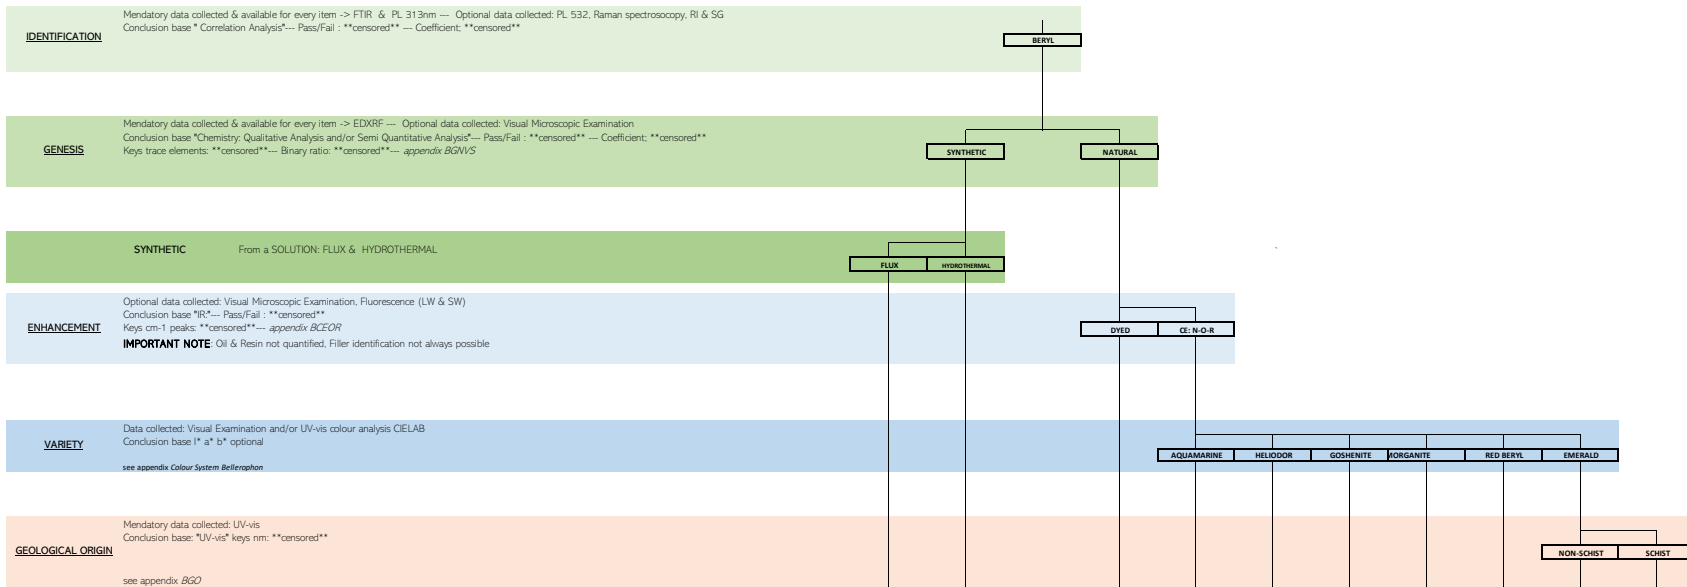 Mendatory data collected & available for every item -> FTIR & PL 313nm --- Optional data collected: PL 532, Raman spectrosocopy, RI & SG
IDENTIFICATION
Conclusion base " Correlation Analysis"--- Pass/Fail : **censored** --- Coefficient; **censored**
BERYL
Mendatory data collected & available for every item -> EDXRF --- Optional data collected: Visual Microscopic Examination
Conclusion base "Chemistry: Qualitative Analysis and/or Semi Quantitative Analysis"--- Pass/Fail : **censored** --- Coefficient; **censored**
GENESIS
Keys trace elements: **censored**--- Binary ratio: **censored**--- appendix BGNVS
SYNTHETIC NATURAL
SYNTHETIC From a SOLUTION: FLUX & HYDROTHERMAL
FLUX HYDROTHERMAL
Optional data collected: Visual Microscopic Examination, Fluorescence (LW & SW)
Conclusion base "IR:"--- Pass/Fail : **censored**
ENHANCEMENT
Keys cm-1 peaks: **censored**--- appendix BCEOR
DYED CE: N-O-R
IMPORTANT NOTE: Oil & Resin not quantified, Filler identification not always possible
Data collected: Visual Examination and/or UV-vis colour analysis CIELAB
VARIETY
Conclusion base l* a* b* optional
AQUAMARINE HELIODOR GOSHENITE MORGANITE RED BERYL EMERALD
see appendix Colour System Bellerophon
Mendatory data collected: UV-vis
Conclusion base: "UV-vis" keys nm: **censored**
GEOLOGICAL ORIGIN
NON-SCHIST SCHIST
see appendix BGO